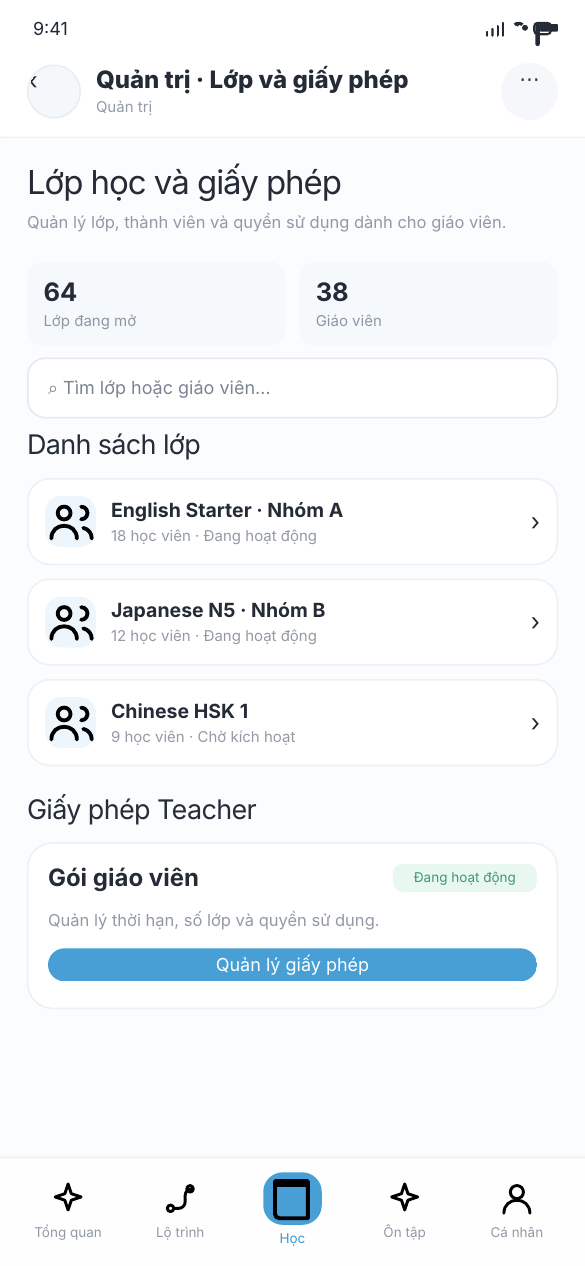 9:41
‹
Quản trị · Lớp và giấy phép
Quản trị
...
Lớp học và giấy phép
Quản lý lớp, thành viên và quyền sử dụng dành cho giáo viên.
64
Lớp đang mở
38
Giáo viên
⌕ Tìm lớp hoặc giáo viên...
Danh sách lớp
English Starter · Nhóm A
18 học viên · Đang hoạt động
›
Japanese N5 · Nhóm B
12 học viên · Đang hoạt động
›
Chinese HSK 1
9 học viên · Chờ kích hoạt
›
Giấy phép Teacher
Gói giáo viên
Đang hoạt động
Quản lý thời hạn, số lớp và quyền sử dụng.
Quản lý giấy phép
Tổng quan
Lộ trình
Học
Ôn tập
Cá nhân